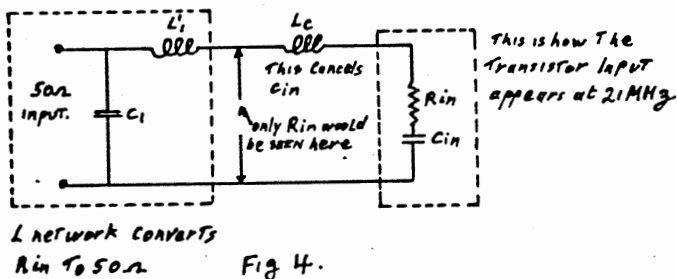 L'1
Lc
This Cancels
Cin
50Ω
INPUT.
C1
only Rin would
be SEEN here
Rin
Cin
This is how The
Transistor Input
appears at 21MHz
L network converts
Rin To 50Ω
Fig 4.